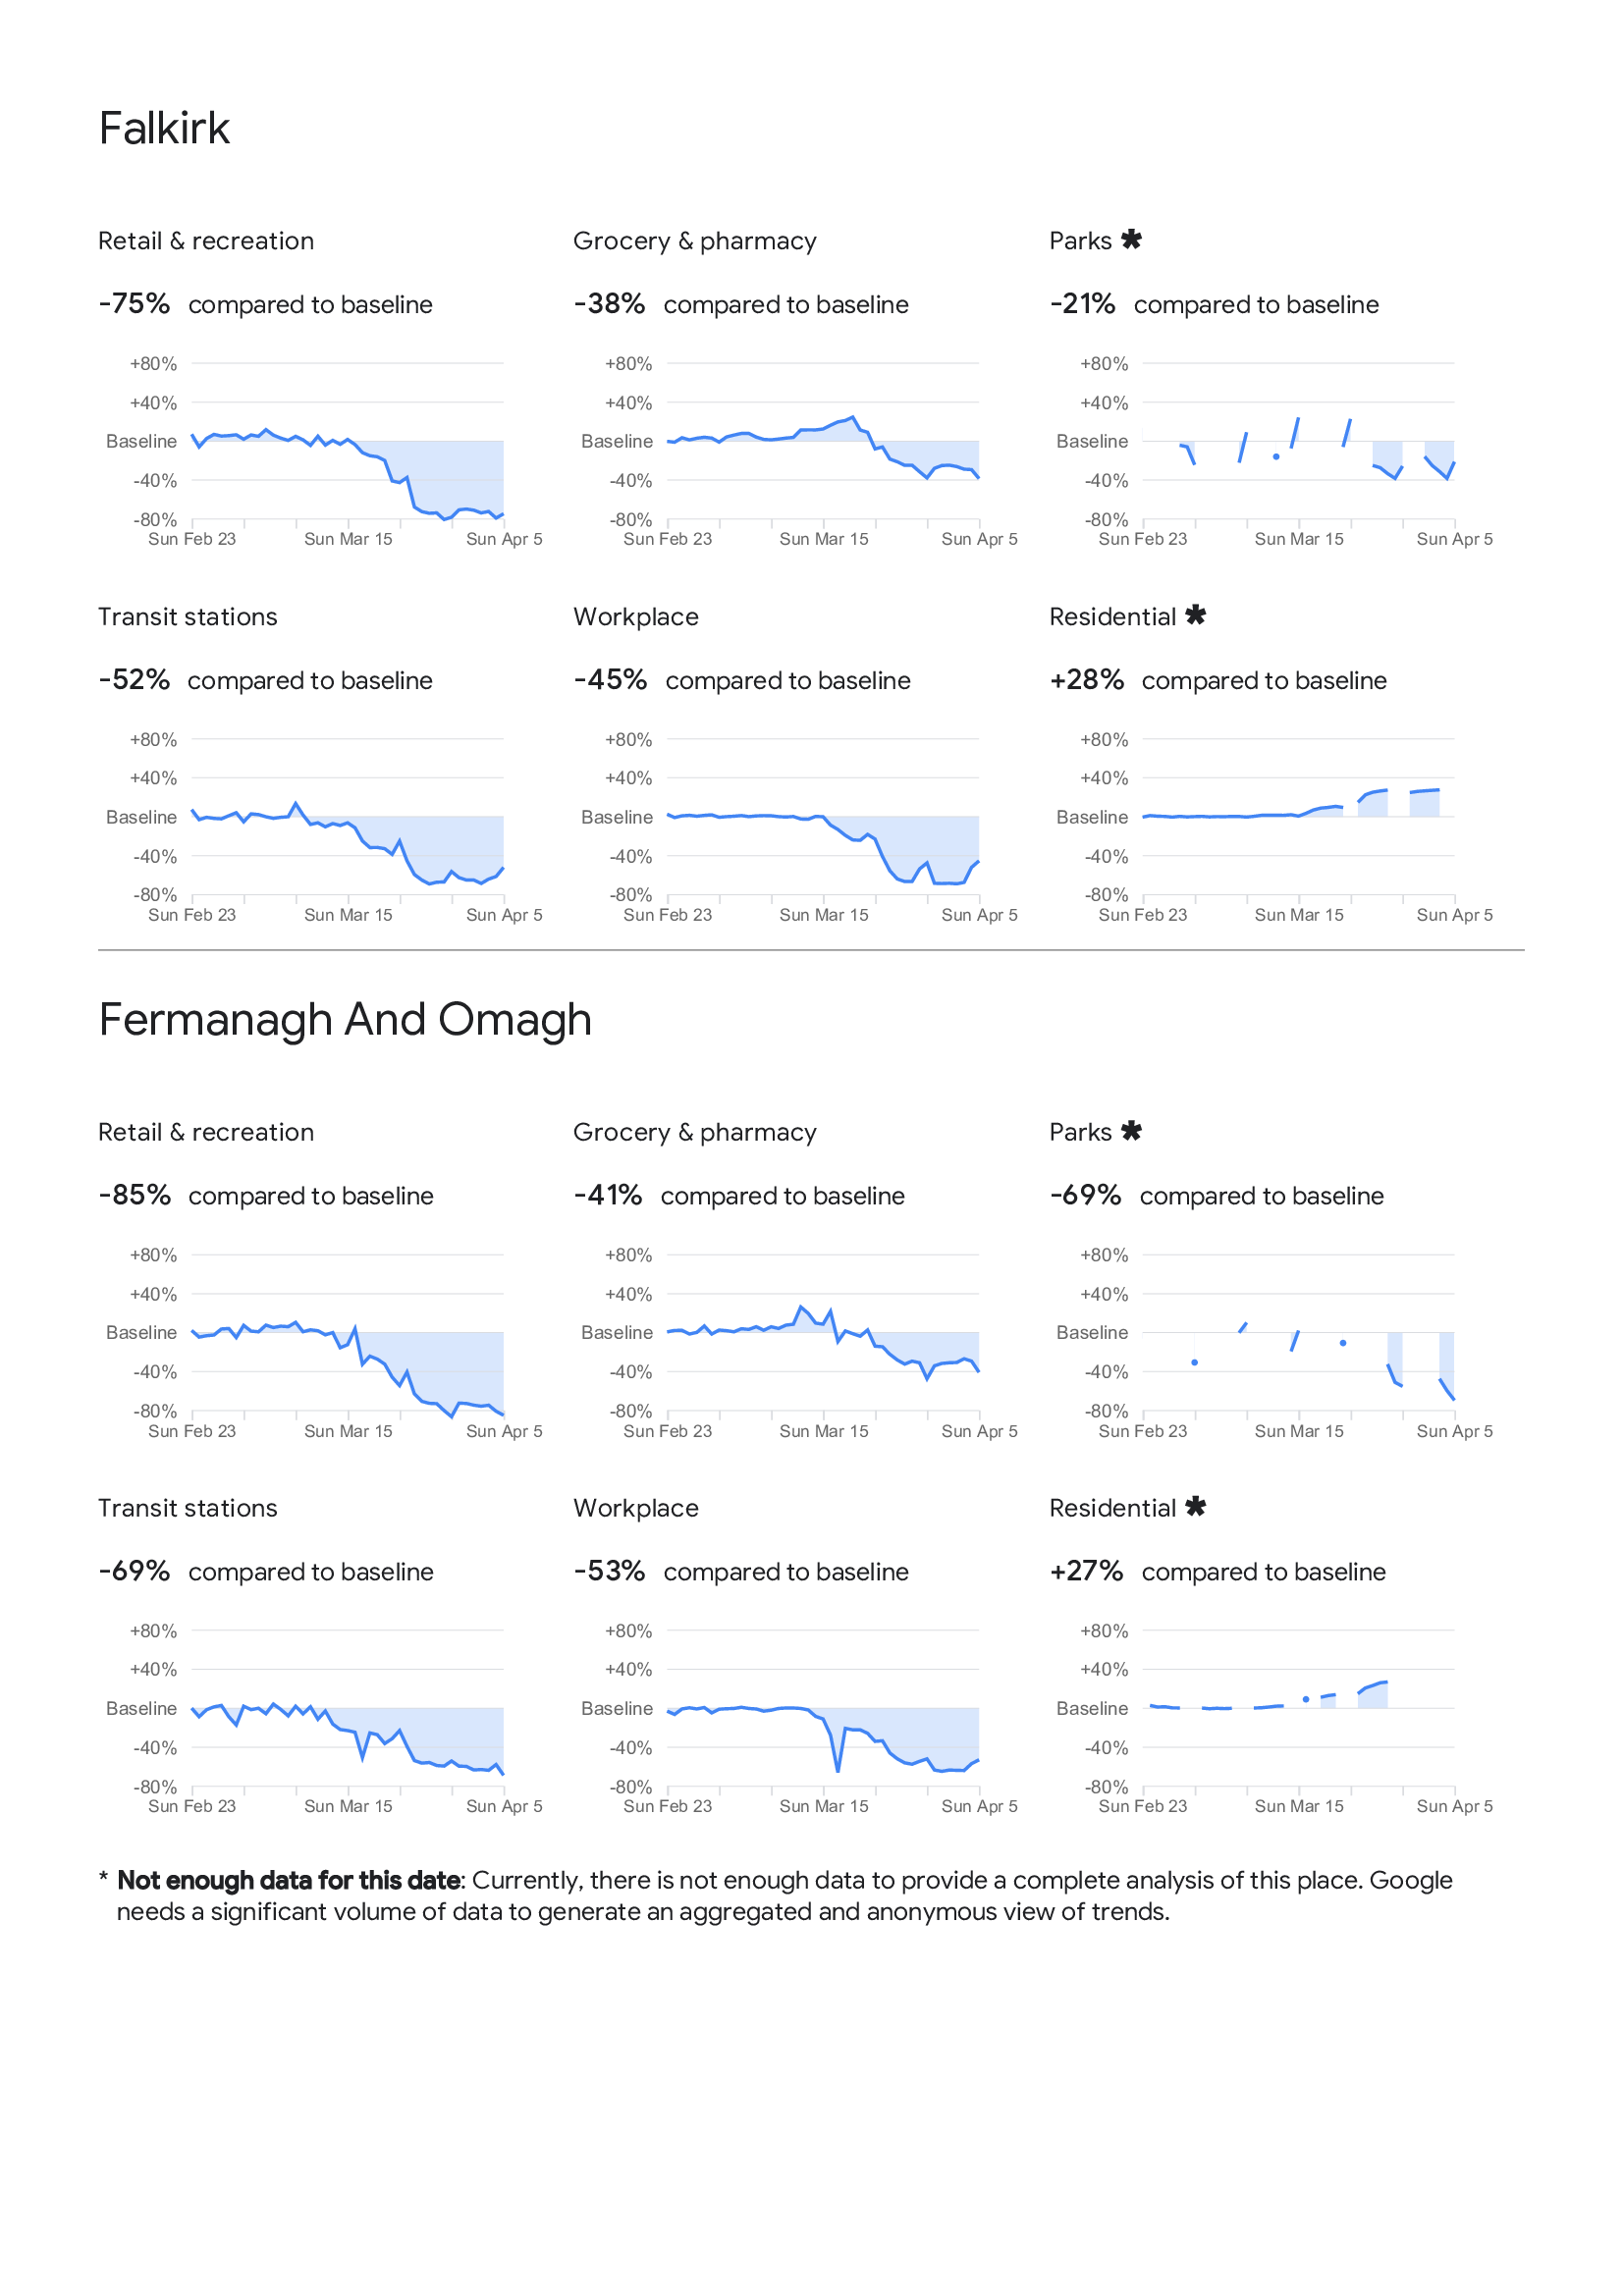 Falkirk
Retail & recreation
Grocery & pharmacy
Parks *
-75% compared to baseline
-38% compared to baseline
-21% compared to baseline
+80%
+40%
Baseline
-40%
-80%
Sun Feb 23
Sun Mar 15
Sun Apr 5
+80%
+40%
Baseline
-40%
-80%
Sun Feb 23
Sun Mar 15
Sun Apr 5
+80%
+40%
Baseline
-40%
-80%
Sun Feb 23
Sun Mar 15
Sun Apr 5
Transit stations
Workplace
Residential *
-52% compared to baseline
-45% compared to baseline
+28% compared to baseline
+80%
+40%
Baseline
-40%
-80%
Sun Feb 23
Sun Mar 15
Sun Apr 5
+80%
+40%
Baseline
-40%
-80%
Sun Feb 23
Sun Mar 15
Sun Apr 5
+80%
+40%
Baseline
-40%
-80%
Sun Feb 23
Sun Mar 15
Sun Apr 5
Fermanagh And Omagh
Retail & recreation
Grocery & pharmacy
Parks *
-85% compared to baseline
-41% compared to baseline
-69% compared to baseline
+80%
+40%
Baseline
-40%
-80%
Sun Feb 23
Sun Mar 15
Sun Apr 5
+80%
+40%
Baseline
-40%
-80%
Sun Feb 23
Sun Mar 15
Sun Apr 5
+80%
+40%
Baseline
-40%
-80%
Sun Feb 23
Sun Mar 15
Sun Apr 5
Transit stations
Workplace
Residential *
-69% compared to baseline
-53% compared to baseline
+27% compared to baseline
+80%
+40%
Baseline
-40%
-80%
Sun Feb 23
Sun Mar 15
Sun Apr 5
+80%
+40%
Baseline
-40%
-80%
Sun Feb 23
Sun Mar 15
Sun Apr 5
+80%
+40%
Baseline
-40%
-80%
Sun Feb 23
Sun Mar 15
Sun Apr 5
* Not enough data for this date: Currently, there is not enough data to provide a complete analysis of this place. Google
needs a significant volume of data to generate an aggregated and anonymous view of trends.